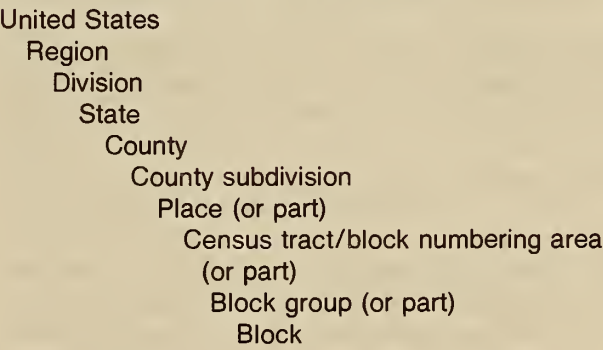 United States
Region
Division
State
County
County subdivision
Place (or part)
Census tract/block numbering area
(or part)
Block group (or part)
Block